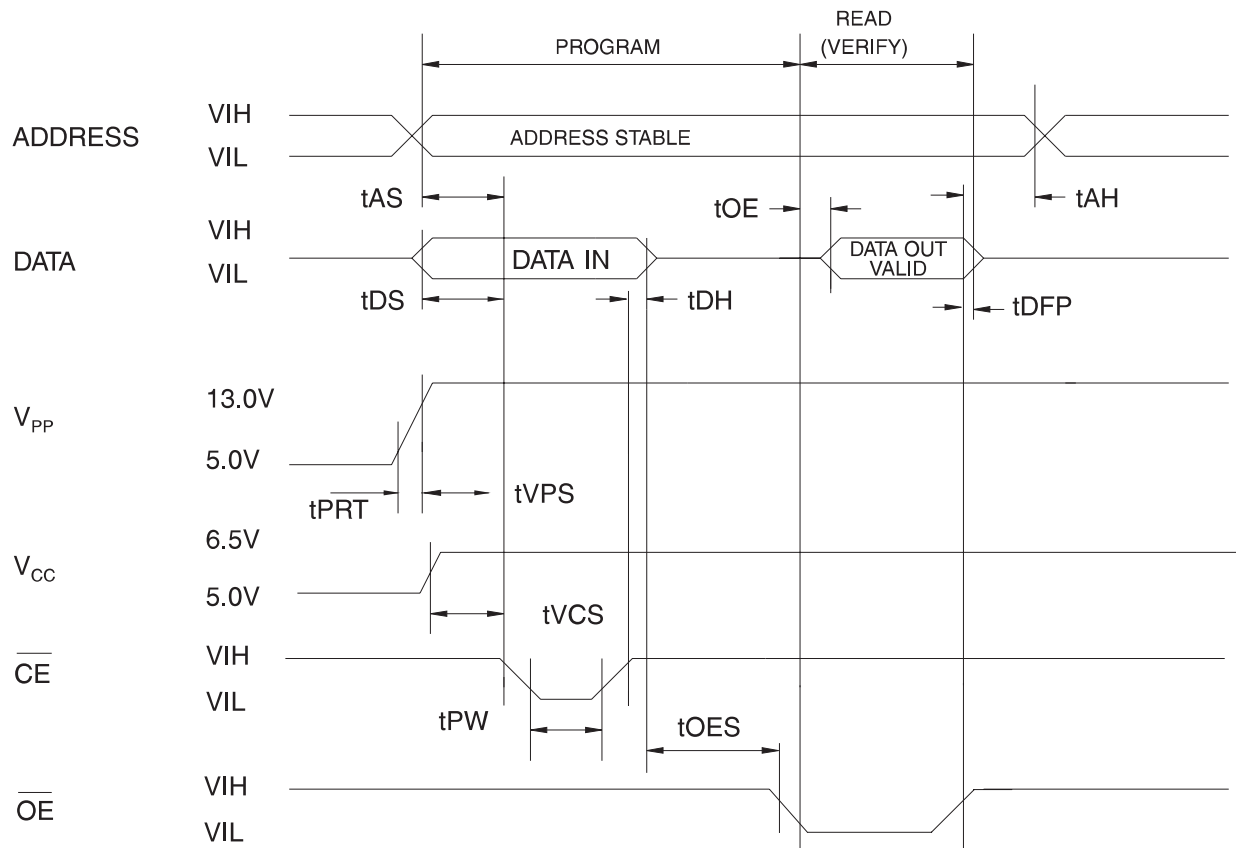 READ
PROGRAM (VERIFY)
ADDRESS VIH
VIL
ADDRESS STABLE
tAS
tOE
tAH
DATA VIH
VIL
DATA IN
DATA OUT
VALID
tDS
tDH
tDFP
VPP 13.0V
5.0V
tPRT
tVPS
VCC 6.5V
5.0V
tVCS
CE VIH
VIL
tPW
tOES
OE VIH
VIL